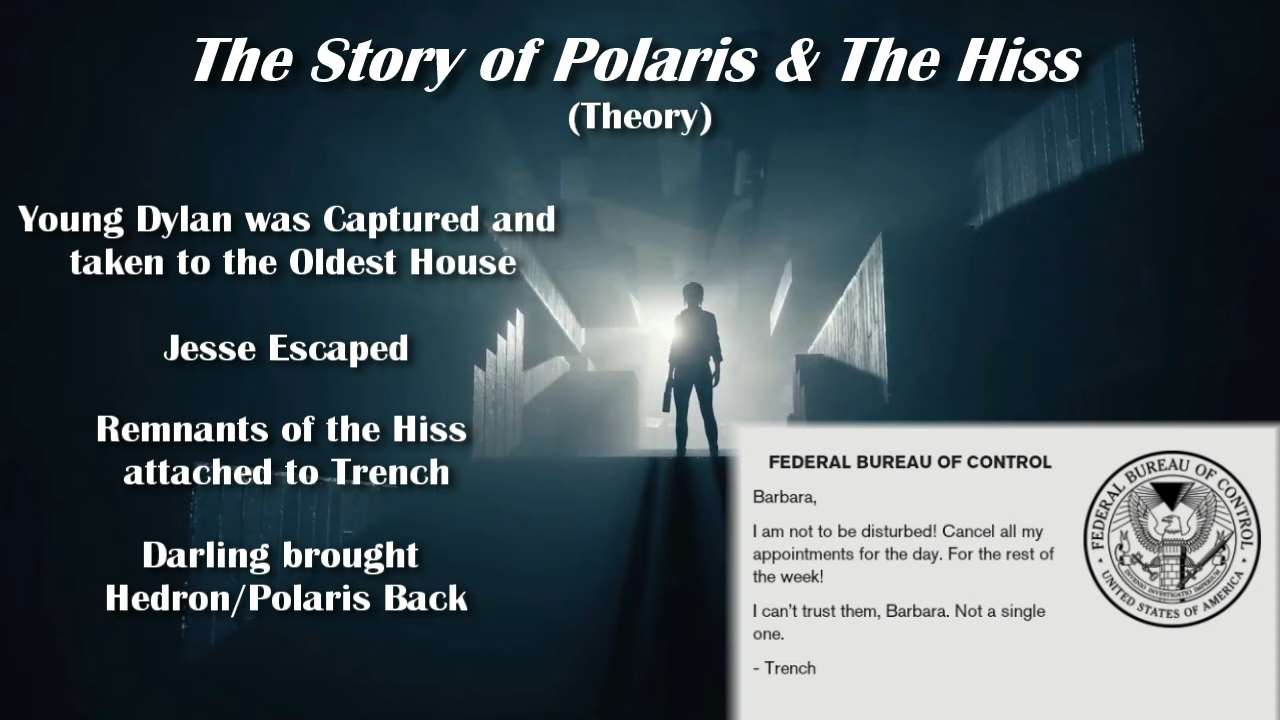 The Story of Polaris & The Hiss
(Theory)
Young Dylan was Captured and
taken to the Oldest House
Jesse Escaped
Remnants of the Hiss
attached to Trench
Darling brought
Hedron/Polaris Back
FEDERAL BUREAU OF CONTROL
Barbara,
I am not to be disturbed! Cancel all my
appointments for the day. For the rest of
the week!
I can't trust them, Barbara. Not a single
one.
- Trench
FEDERAL BUREAU OF CONTROL
UNITED STATES OF AMERICA